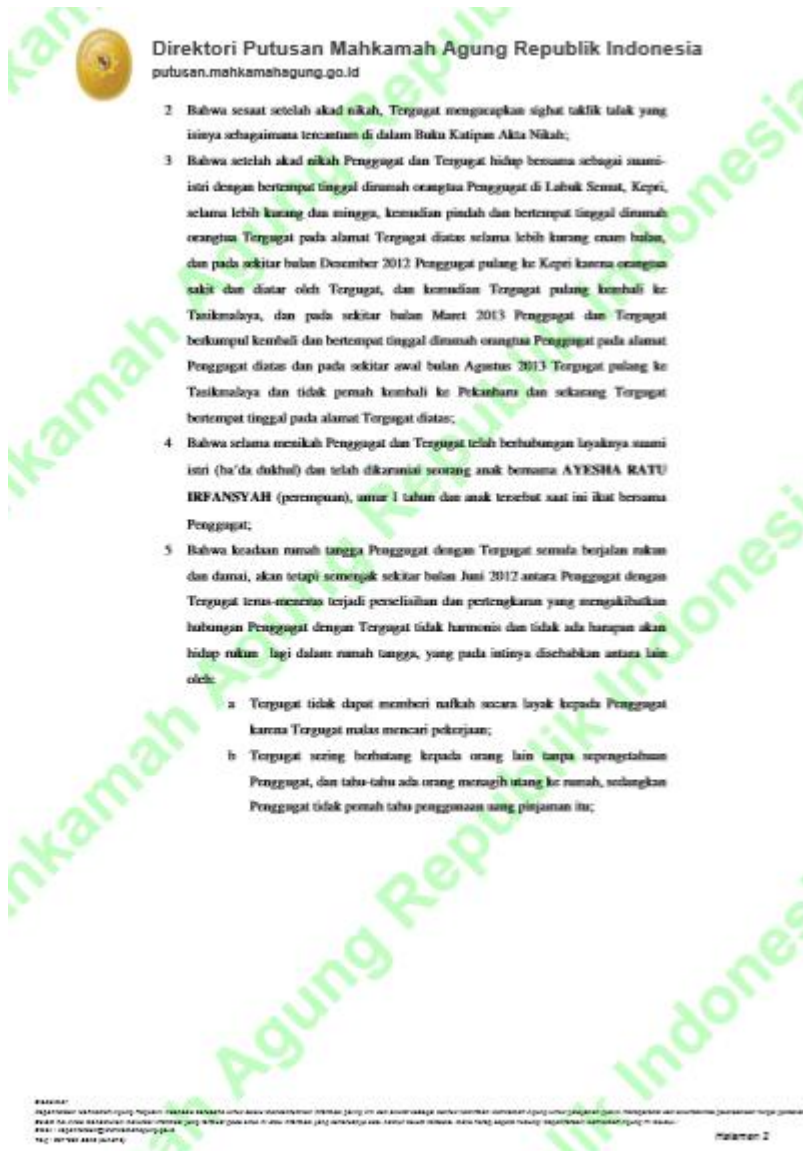 Direktori Putusan Mahkamah Agung Republik Indonesia
putusan.mahkamahagung.go.id
2 Bahwa sesaat setelah akad nikah, Tergugat mengucapkan sighat taklik talak yang
isinya sebagaimana tercantum di dalam Buku Kutipan Akta Nikah;
3 Bahwa setelah akad nikah Penggugat dan Tergugat hidup bersama sebagai suami-
istri dengan bertempat tinggal dirumah orangtua Penggugat di Labuk Semut, Kepri,
selama lebih kurang dua minggu, kemudian pindah dan bertempat tinggal dirumah
orangtua Tergugat pada alamat Tergugat diatas selama lebih kurang enam bulan,
dan pada sekitar bulan Desember 2012 Penggugat pulang ke Kepri karena orangtua
sakit dan diatar oleh Tergugat, dan kemudian Tergugat pulang kembali ke
Tasikmalaya, dan pada sekitar bulan Maret 2013 Penggugat dan Tergugat
berkumpul kembali dan bertempat tinggal dirumah orangtua Penggugat pada alamat
Penggugat diatas dan pada sekitar awal bulan Agustus 2013 Tergugat pulang ke
Tasikmalaya dan tidak pernah kembali ke Pekanbaru dan sekarang Tergugat
bertempat tinggal pada alamat Tergugat diatas;
4 Bahwa selama menikah Penggugat dan Tergugat telah berhubungan layaknya suami
istri (ba'da dukhul) dan telah dikaruniai seorang anak bernama AYESHA RATU
IRFANSYAH (perempuan), umur 1 tahun dan anak tersebut saat ini ikut bersama
Penggugat;
5 Bahwa keadaan rumah tangga Penggugat dengan Tergugat semula berjalan rukun
dan damai, akan tetapi semenjak sekitar bulan Juni 2012 antara Penggugat dengan
Tergugat terus-menerus terjadi perselisihan dan pertengkaran yang mengakibatkan
hubungan Penggugat dengan Tergugat tidak harmonis dan tidak ada harapan akan
hidup rukun lagi dalam rumah tangga, yang pada intinya disebabkan antara lain
oleh:
a Tergugat tidak dapat memberi nafkah secara layak kepada Penggugat
karena Tergugat malas mencari pekerjaan;
b Tergugat sering berhutang kepada orang lain tanpa sepengetahuan
Penggugat, dan tahu-tahu ada orang menagih utang ke rumah, sedangkan
Penggugat tidak pernah tahu penggunaan uang pinjaman itu;
Halaman 2